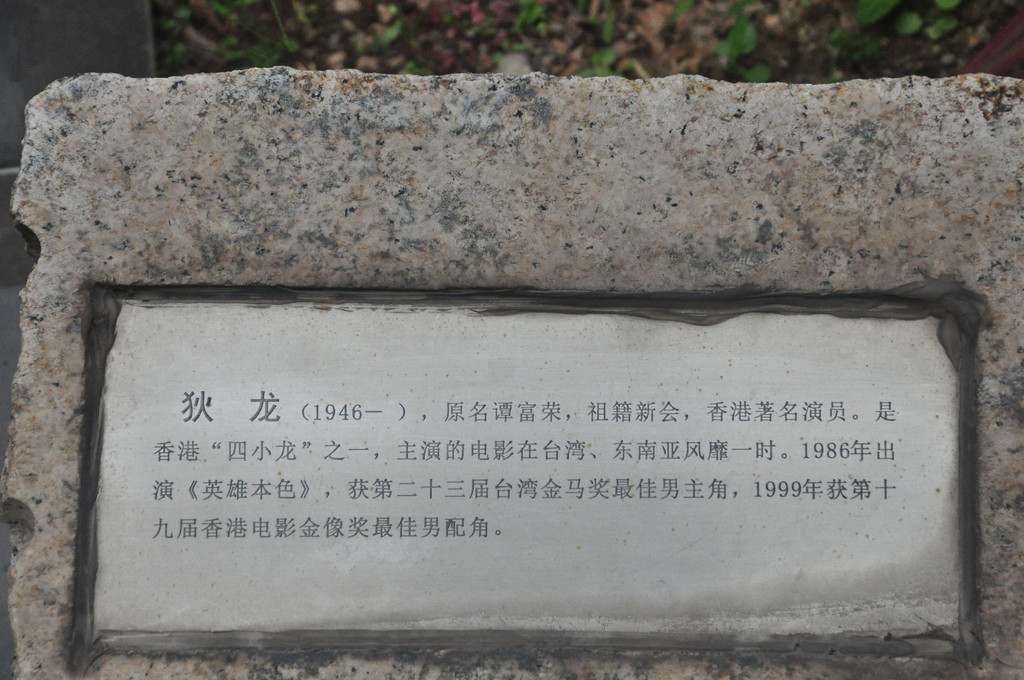 狄 龙（1946－ ），原名谭富荣，祖籍新会，香港著名演员。是
香港“四小龙”之一，主演的电影在台湾、东南亚风靡一时。1986年出
演《英雄本色》，获第二十三届台湾金马奖最佳男主角，1999年获第十
九届香港电影金像奖最佳男配角。